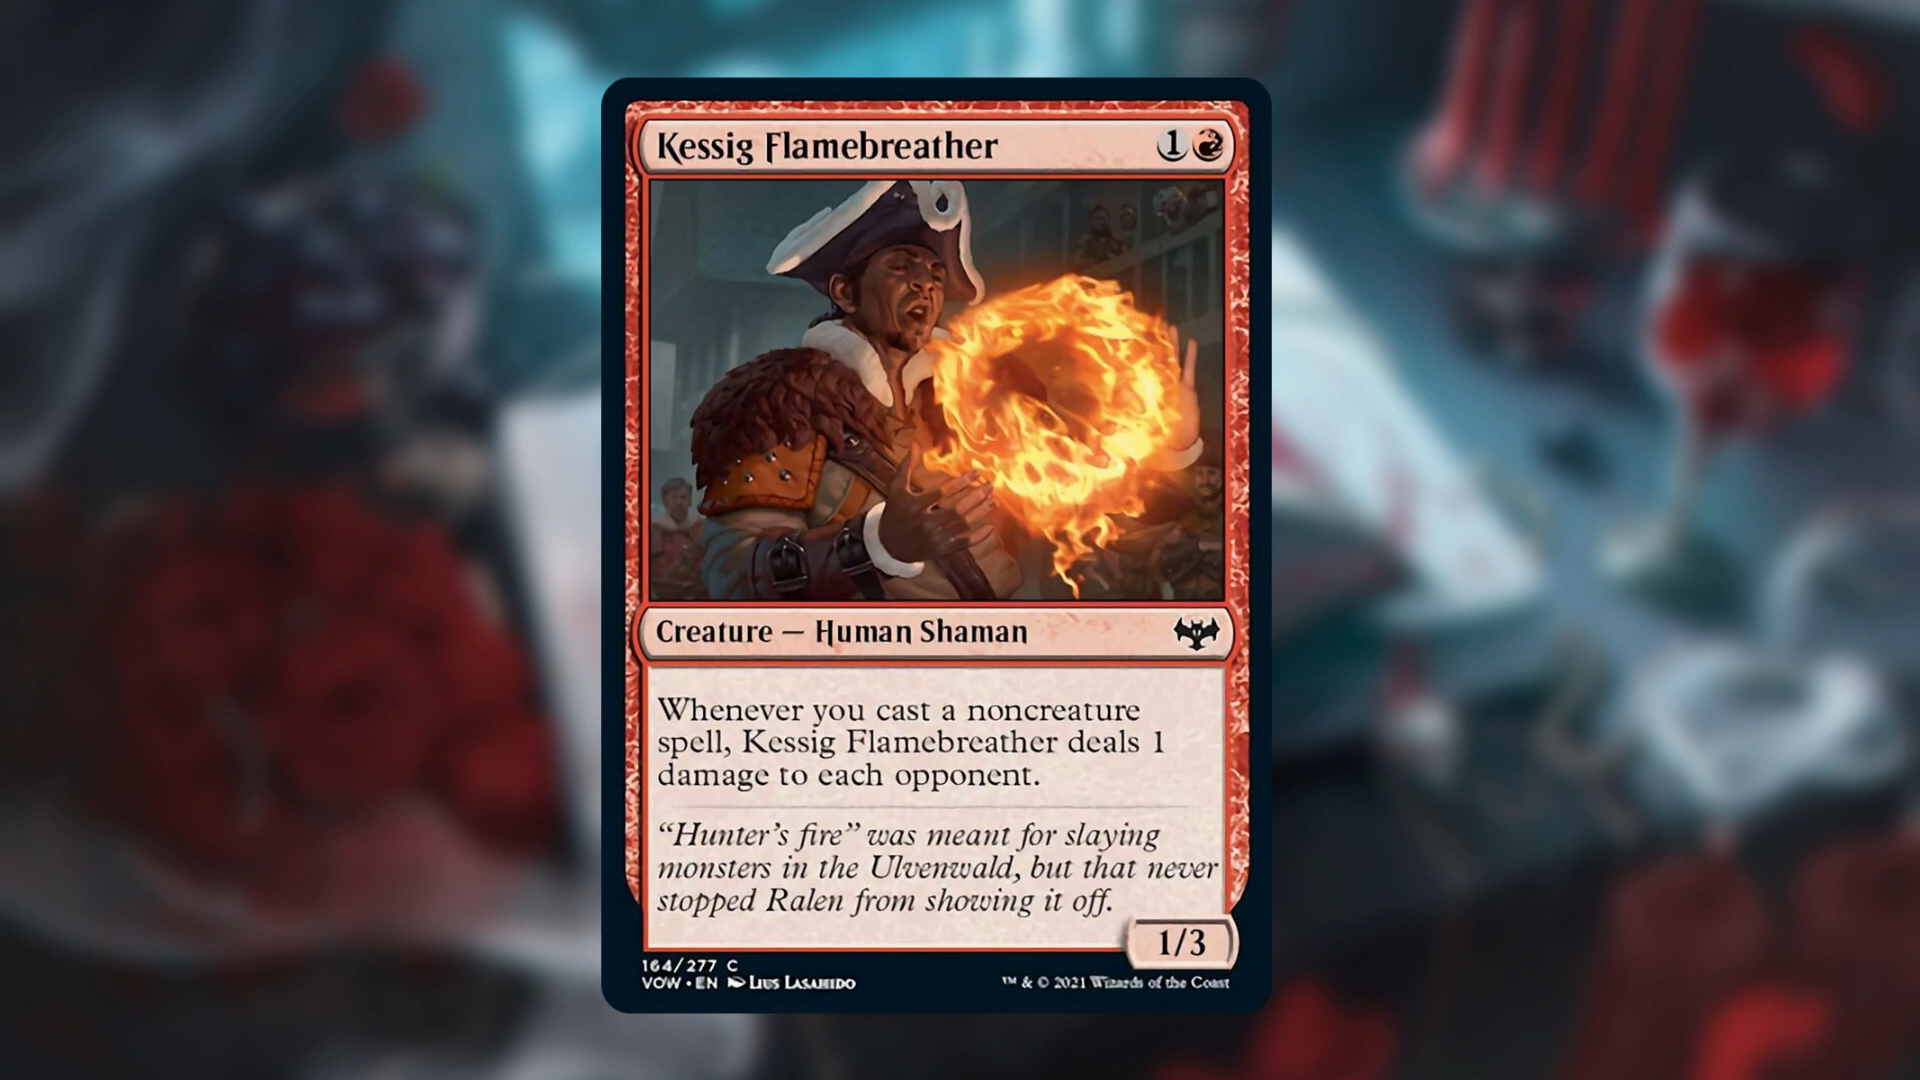 Kessig Flamebreather 1
Creature — Human Shaman
Whenever you cast a noncreature
spell, Kessig Flamebreather deals 1
damage to each opponent.
“Hunter’s fire” was meant for slaying
monsters in the Ulvenwald, but that never
stopped Ralen from showing it off.
1/3
164/277 C
VOW • EN Lius Lasahido
™ & © 2021 Wizards of the Coast